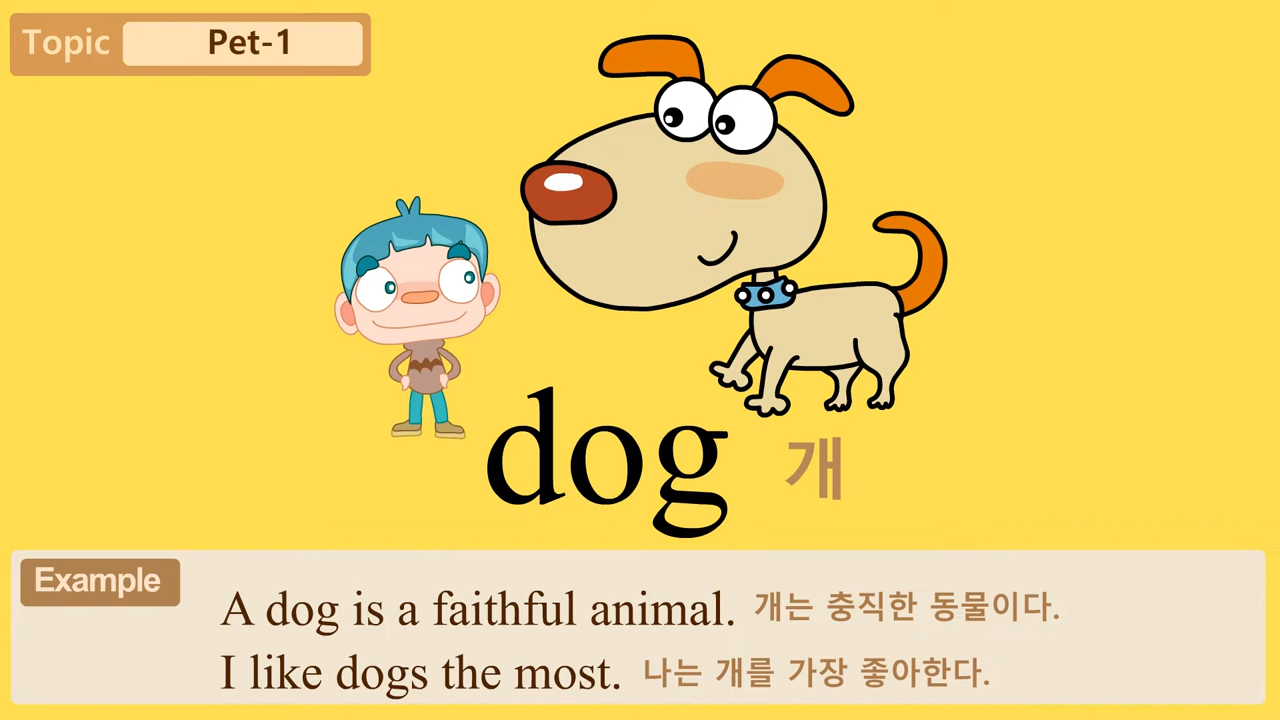 Topic Pet-1
dog 개
Example
A dog is a faithful animal. 개는 충직한 동물이다.
I like dogs the most. 나는 개를 가장 좋아한다.